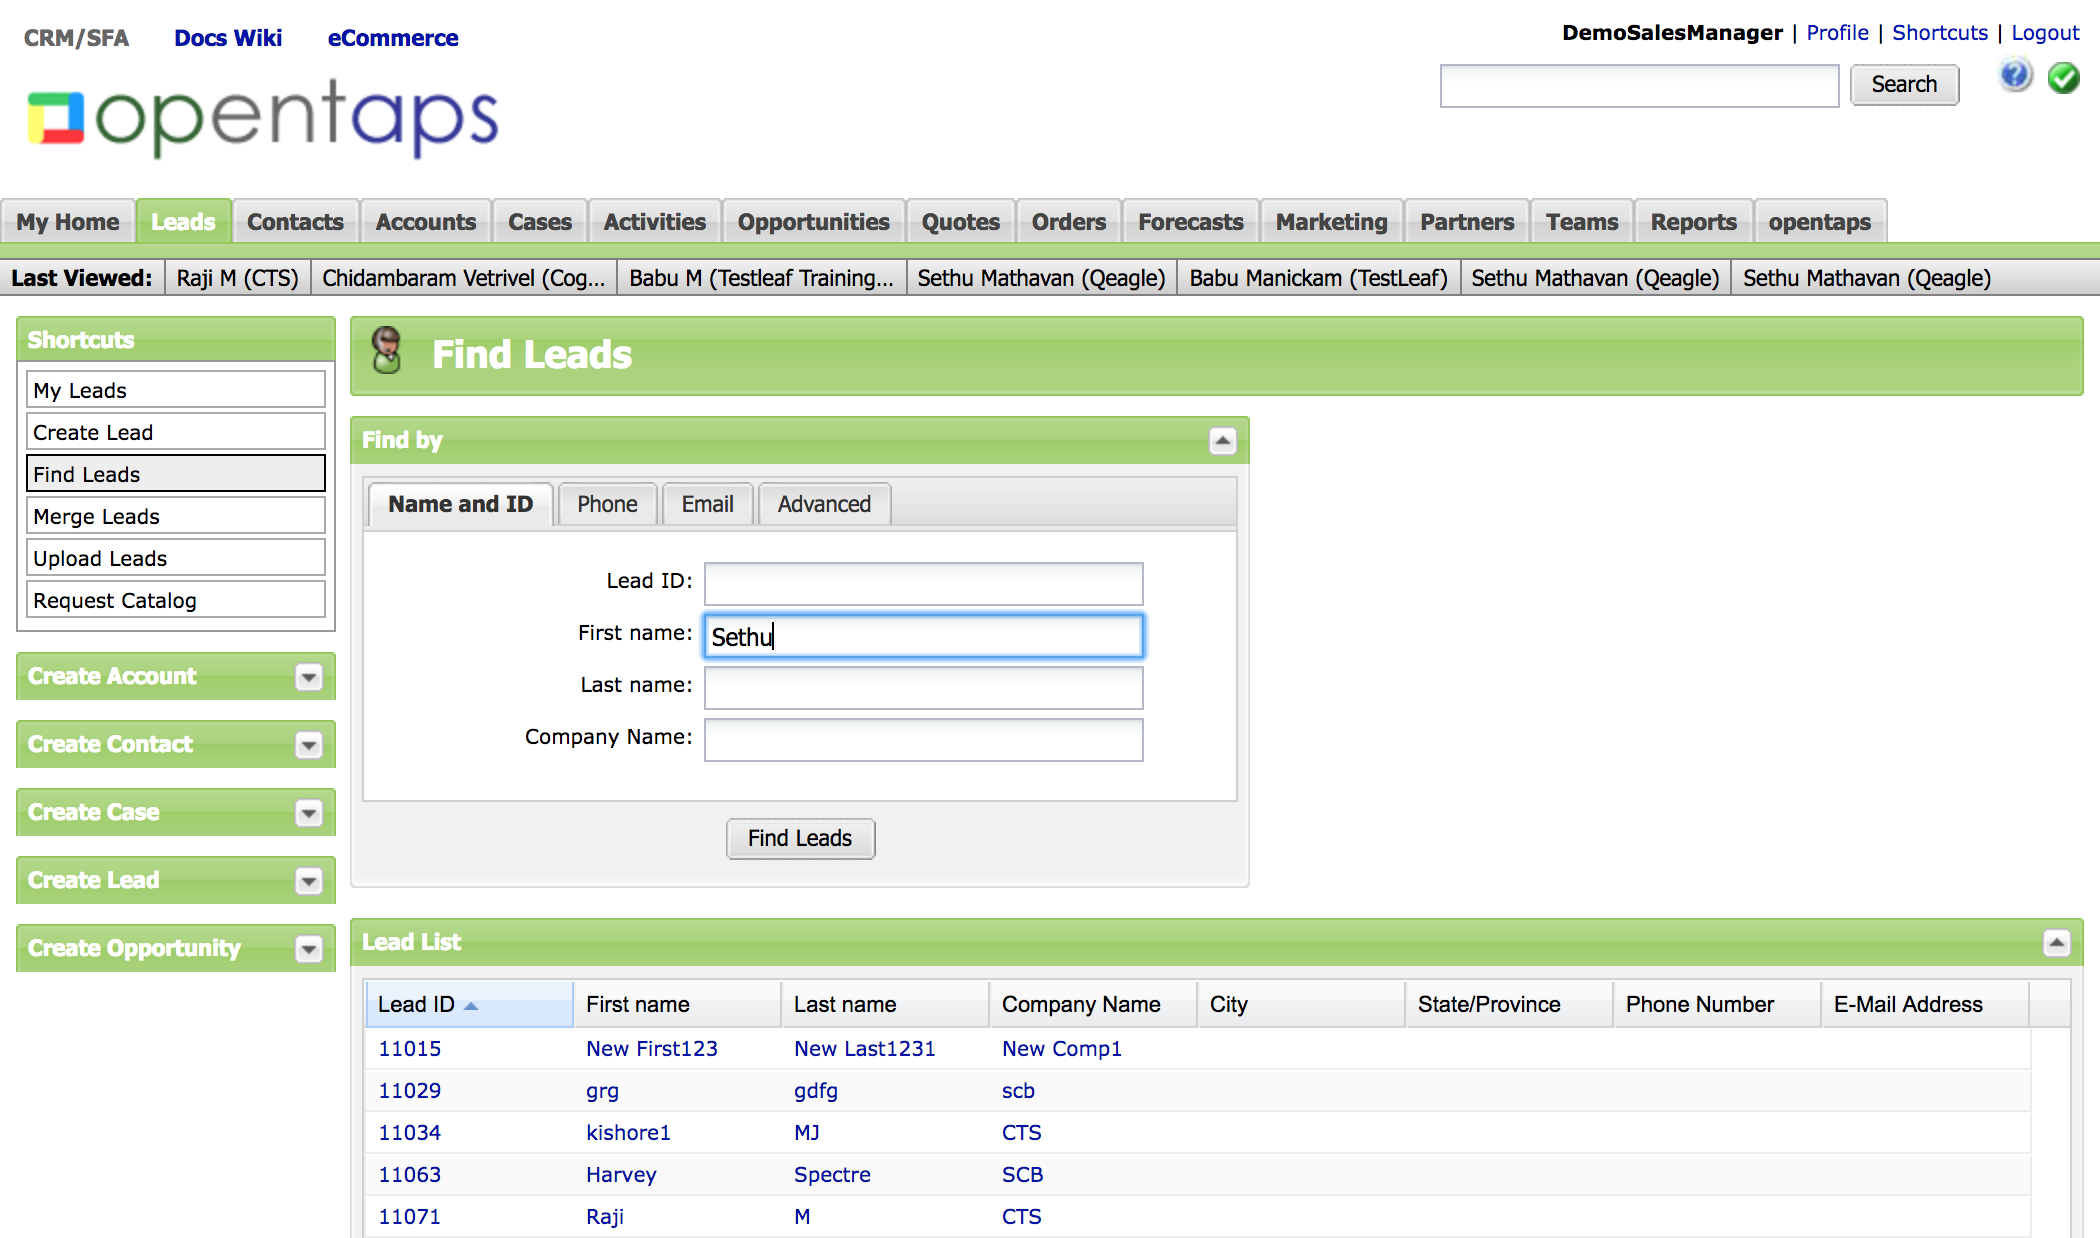 CRM/SFA Docs Wiki eCommerce
DemoSalesManager | Profile | Shortcuts | Logout
opentaps
Search
My Home Leads Contacts Accounts Cases Activities Opportunities Quotes Orders Forecasts Marketing Partners Teams Reports opentaps
Last Viewed: Raji M (CTS) Chidambaram Vetrivel (Cog... Babu M (Testleaf Training... Sethu Mathavan (Qeagle) Babu Manickam (TestLeaf) Sethu Mathavan (Qeagle) Sethu Mathavan (Qeagle)
Shortcuts
My Leads
Create Lead
Find Leads
Merge Leads
Upload Leads
Request Catalog
Create Account
Create Contact
Create Case
Create Lead
Create Opportunity
Find Leads
Find by
Name and ID Phone Email Advanced
Lead ID:
First name: Sethu
Last name:
Company Name:
Find Leads
Lead List
Lead ID First name Last name Company Name City State/Province Phone Number E-Mail Address
11015 New First123 New Last1231 New Comp1
11029 grg gdfg scb
11034 kishore1 MJ CTS
11063 Harvey Spectre SCB
11071 Raji M CTS